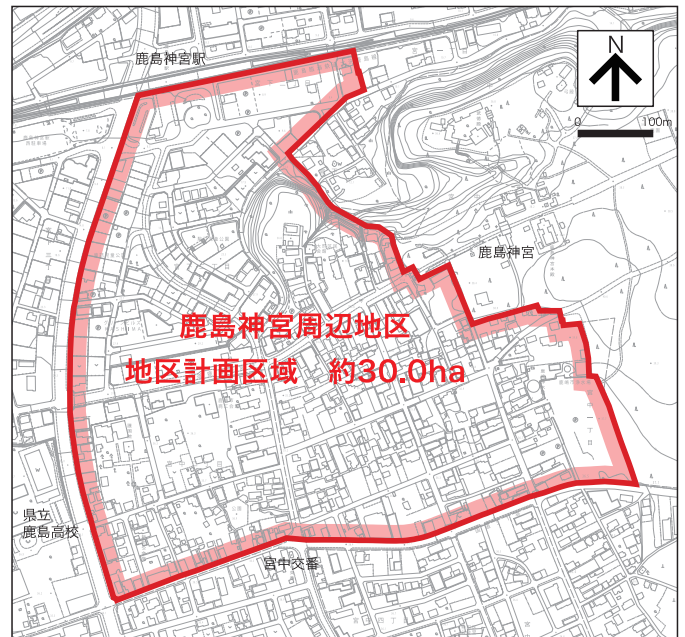 鹿島神宮駅
N
0 100m
鹿島神宮
鹿島神宮周辺地区
地区計画区域 約30.0ha
県立
鹿島高校
宮中交番